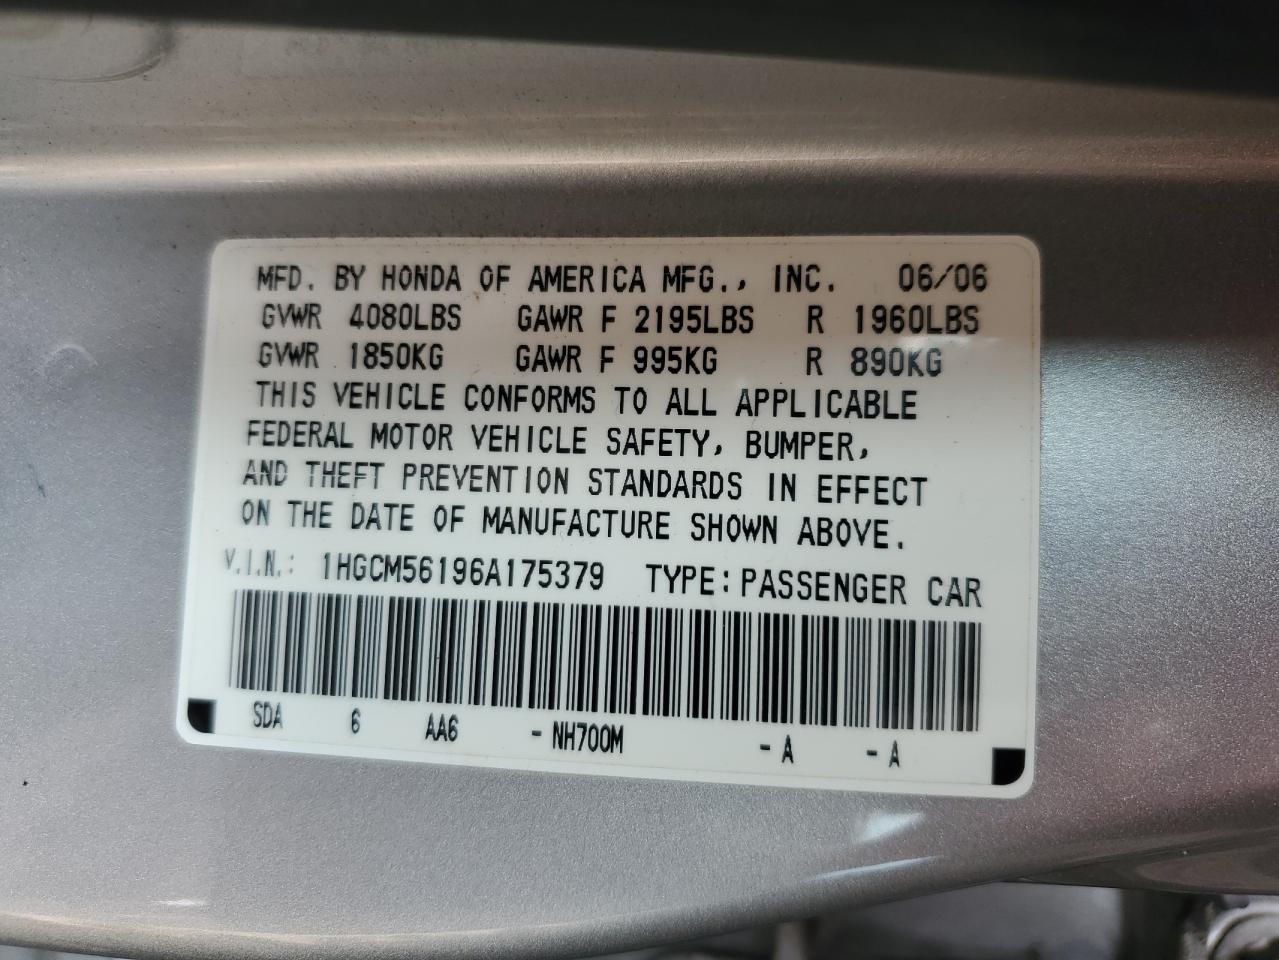 MFD. BY HONDA OF AMERICA MFG., INC. 06/06
GVWR 4080LBS GAWR F 2195LBS R 1960LBS
GVWR 1850KG GAWR F 995KG R 890KG
THIS VEHICLE CONFORMS TO ALL APPLICABLE
FEDERAL MOTOR VEHICLE SAFETY, BUMPER,
AND THEFT PREVENTION STANDARDS IN EFFECT
ON THE DATE OF MANUFACTURE SHOWN ABOVE.
V.I.N.: 1HGCM56196A175379 TYPE:PASSENGER CAR
SDA 6 AA6 - NH700M - A - A